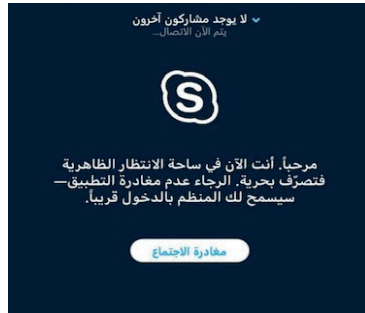 لا يوجد مشاركون آخرون
يتم الآن الاتصال...
S
مرحباً. أنت الآن في ساحة الانتظار الظاهرية
فتصرّف بحرية. الرجاء عدم مغادرة التطبيق—
سيسمح لك المنظم بالدخول قريباً.
مغادرة الاجتماع